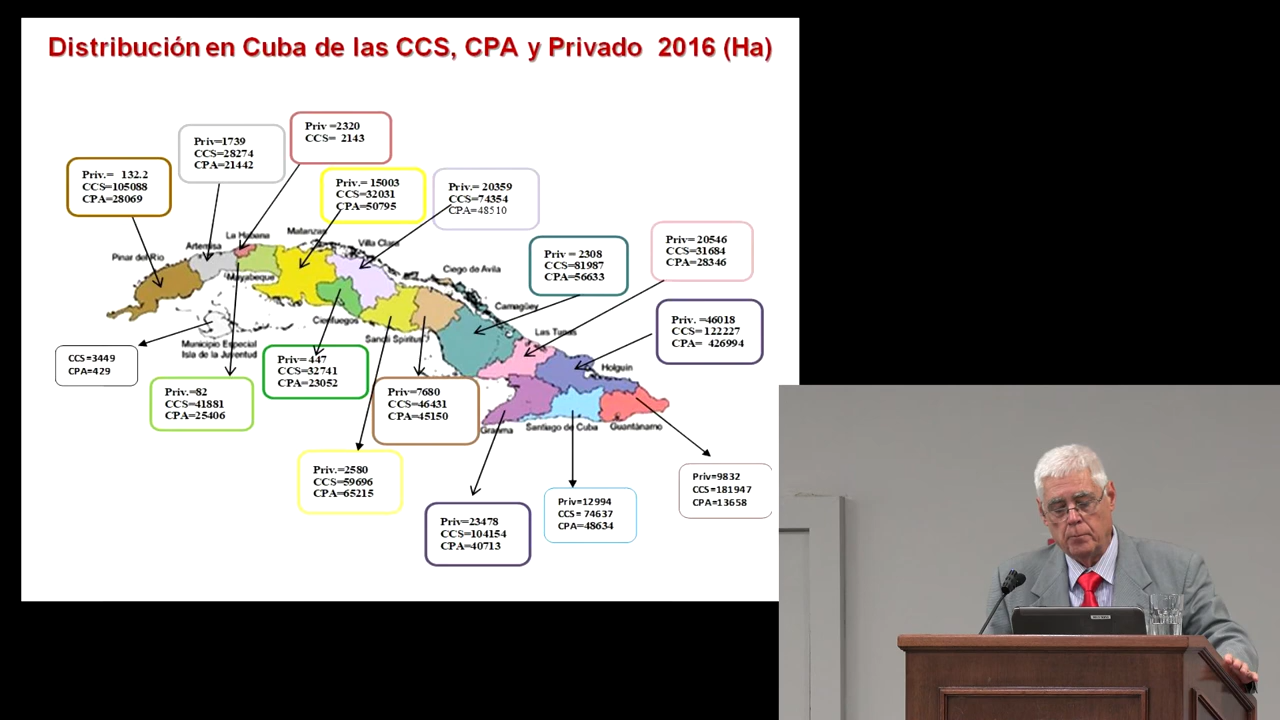 Distribución en Cuba de las CCS, CPA y Privado 2016 (Ha)
Priv =2320
CCS= 2143
Priv=1739
CCS=28274
CPA=21442
Priv.= 132.2
CCS=105088
CPA=28069
Priv.= 15003
CCS=32031
CPA=50795
Priv.= 20359
CCS=74354
CPA=48510
Priv = 2308
CCS=81987
CPA=56633
Priv= 20546
CCS=31684
CPA=28346
Priv. =46018
CCS= 122227
CPA= 426994
La Habana
Matanzas
Artemisa
Villa Clara
Pinar del Río
Mayabeque
Ciego de Avila
Camagüey
Cienfuegos
Las Tunas
Sancti Spiritus
Municipio Especial
Isla de la Juventud
Holguín
Granma
Santiago de Cuba
Guantánamo
CCS=3449
CPA=429
Priv.=82
CCS=41881
CPA=25406
Priv= 447
CCS=32741
CPA=23052
Priv=7680
CCS=46431
CPA=45150
Priv.=2580
CCS=59696
CPA=65215
Priv=23478
CCS=104154
CPA=40713
Priv=12994
CCS= 74637
CPA=48634
Priv=9832
CCS=181947
CPA=13658